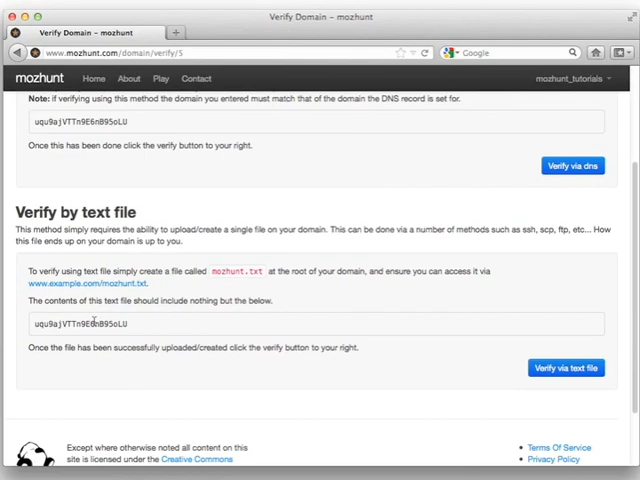 Verify Domain - mozhunt
Verify Domain - mozhunt
www.mozhunt.com/domain/verify/5
Google
mozhunt Home About Play Contact mozhunt_tutorials
Note: if verifying using this method the domain you entered must match that of the domain the DNS record is set for.
uqu9ajVTTn9E6nB95oLU
Once this has been done click the verify button to your right.
Verify via dns
Verify by text file
This method simply requires the ability to upload/create a single file on your domain. This can be done via a number of methods such as ssh, scp, ftp, etc... How
this file ends up on your domain is up to you.
To verify using text file simply create a file called mozhunt.txt at the root of your domain, and ensure you can access it via
www.example.com/mozhunt.txt.
The contents of this text file should include nothing but the below.
uqu9ajVTTn9E6nB95oLU
Once the file has been successfully uploaded/created click the verify button to your right.
Verify via text file
Except where otherwise noted all content on this
site is licensed under the Creative Commons
Terms Of Service
Privacy Policy